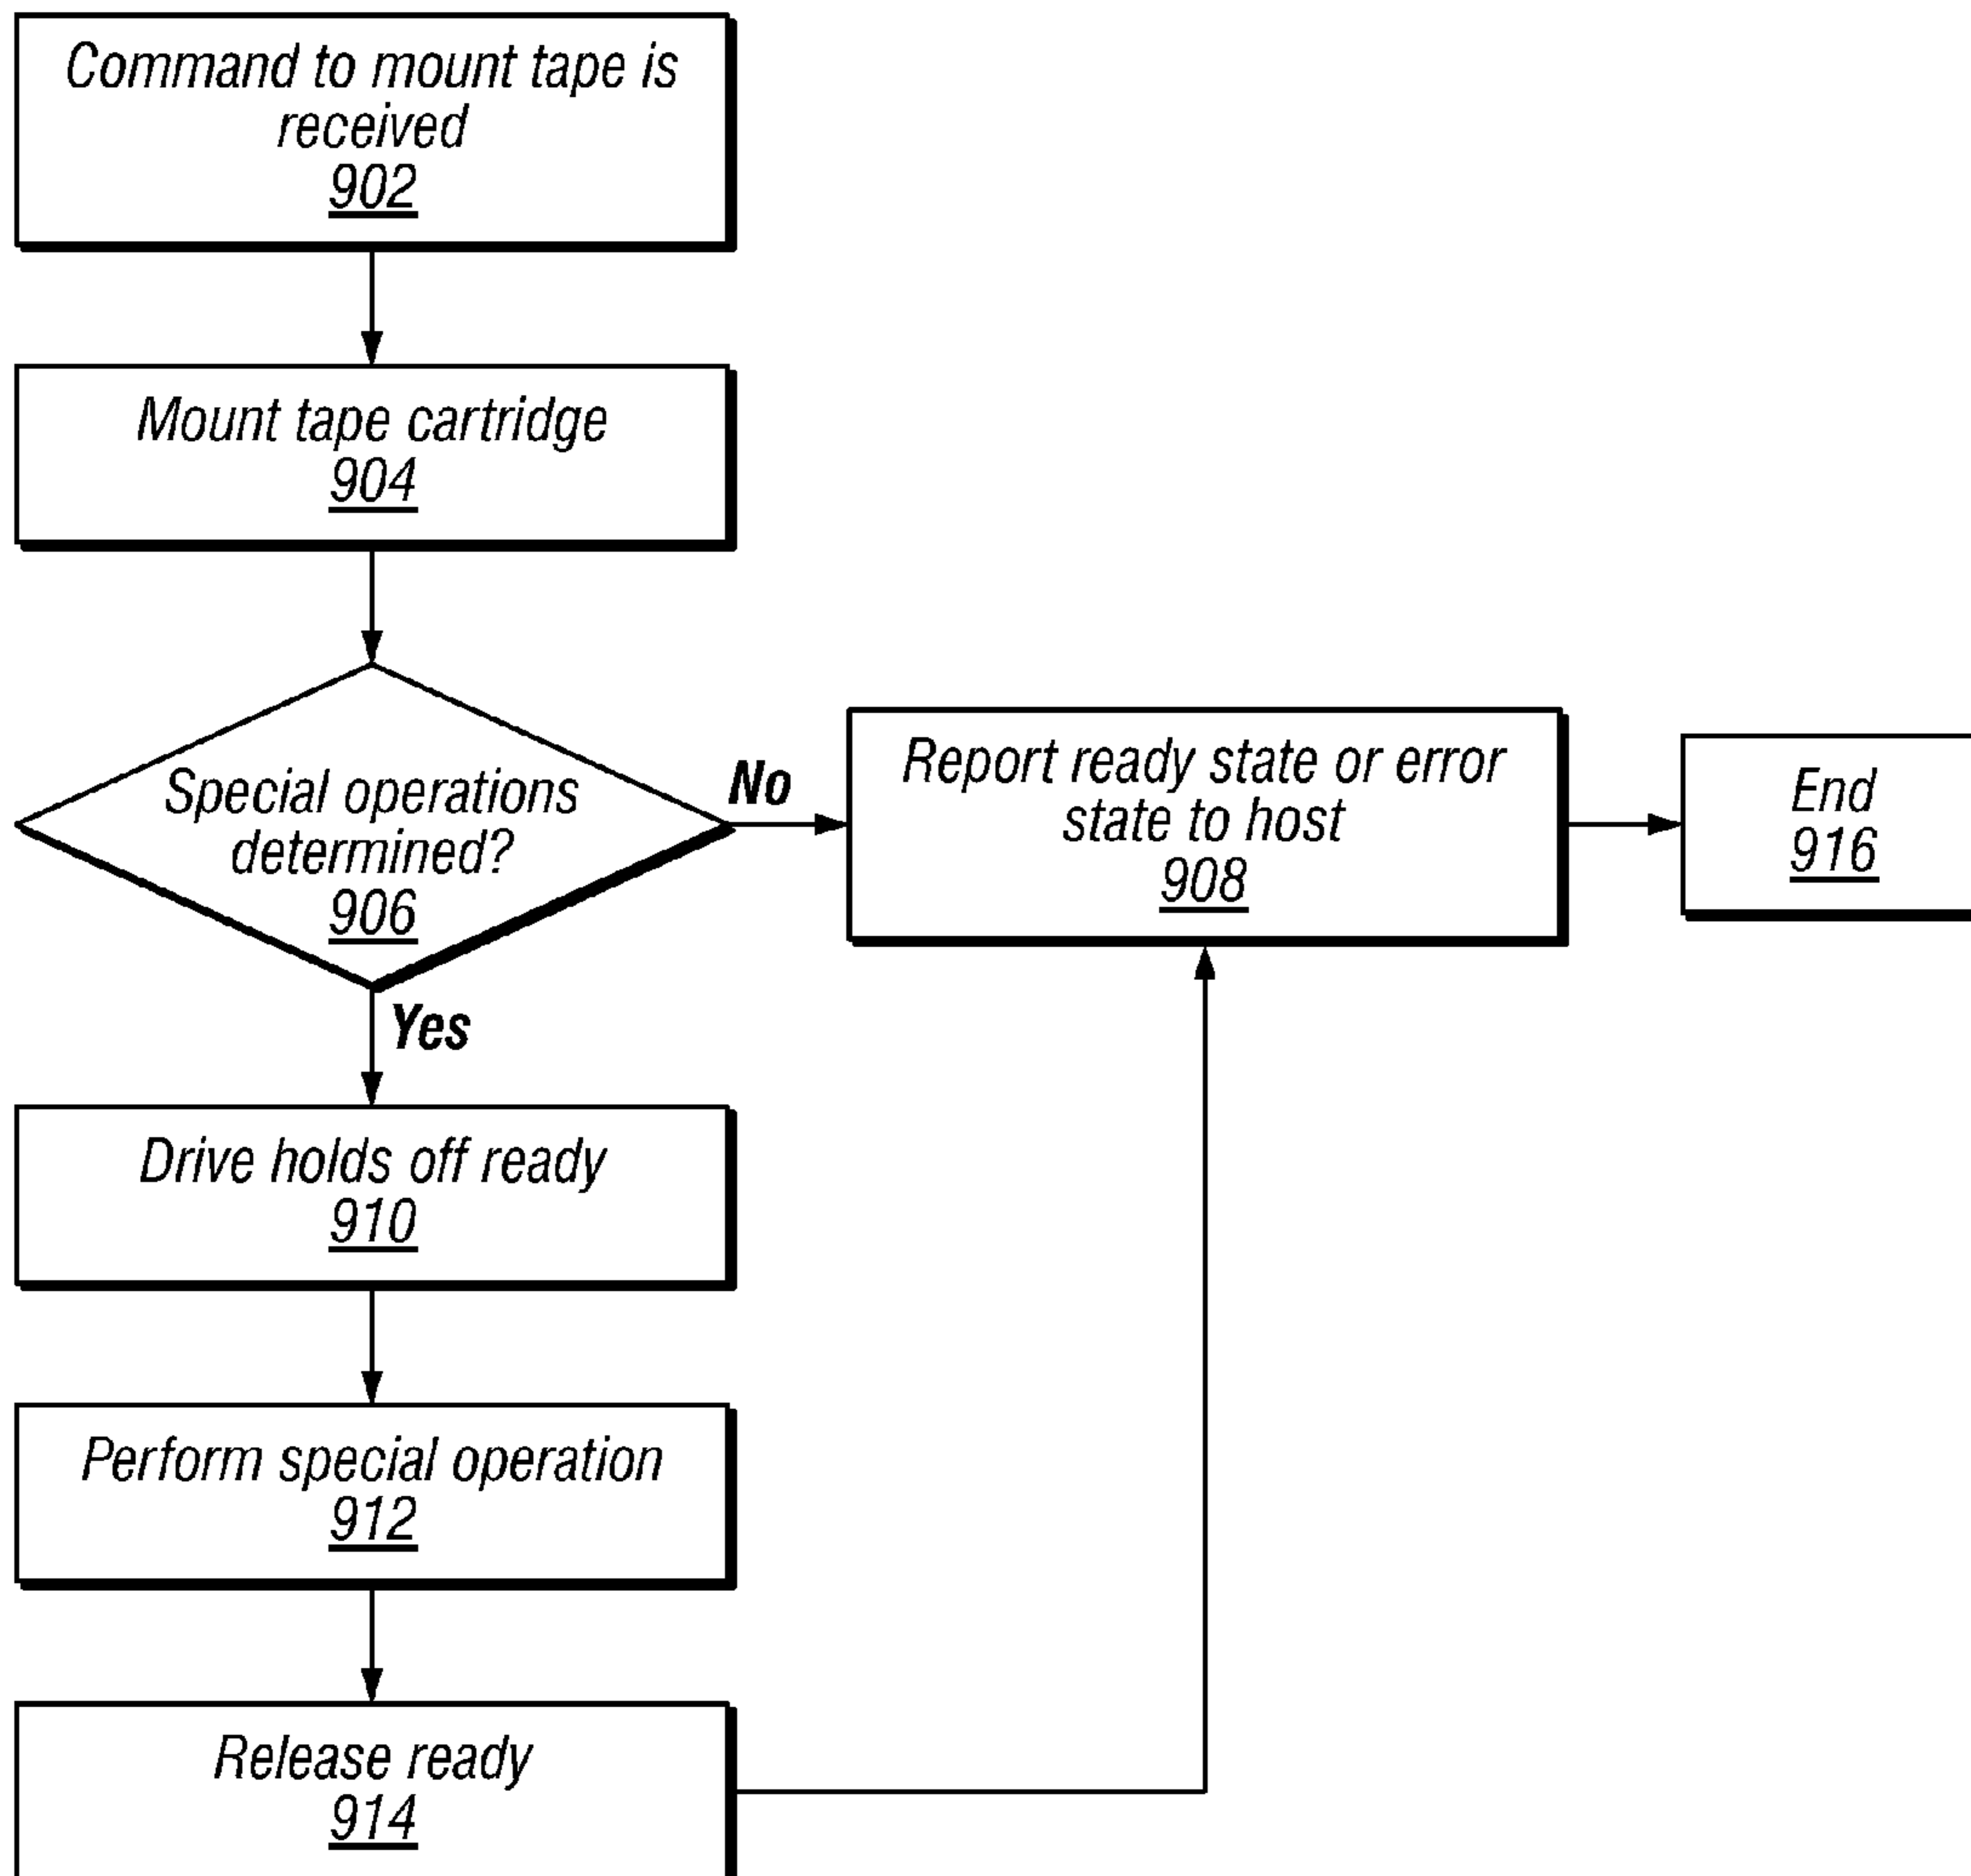 Command to mount tape is
received
902
Mount tape cartridge
904
Special operations
determined?
906
No
Report ready state or error
state to host
908
End
916
Yes
Drive holds off ready
910
Perform special operation
912
Release ready
914